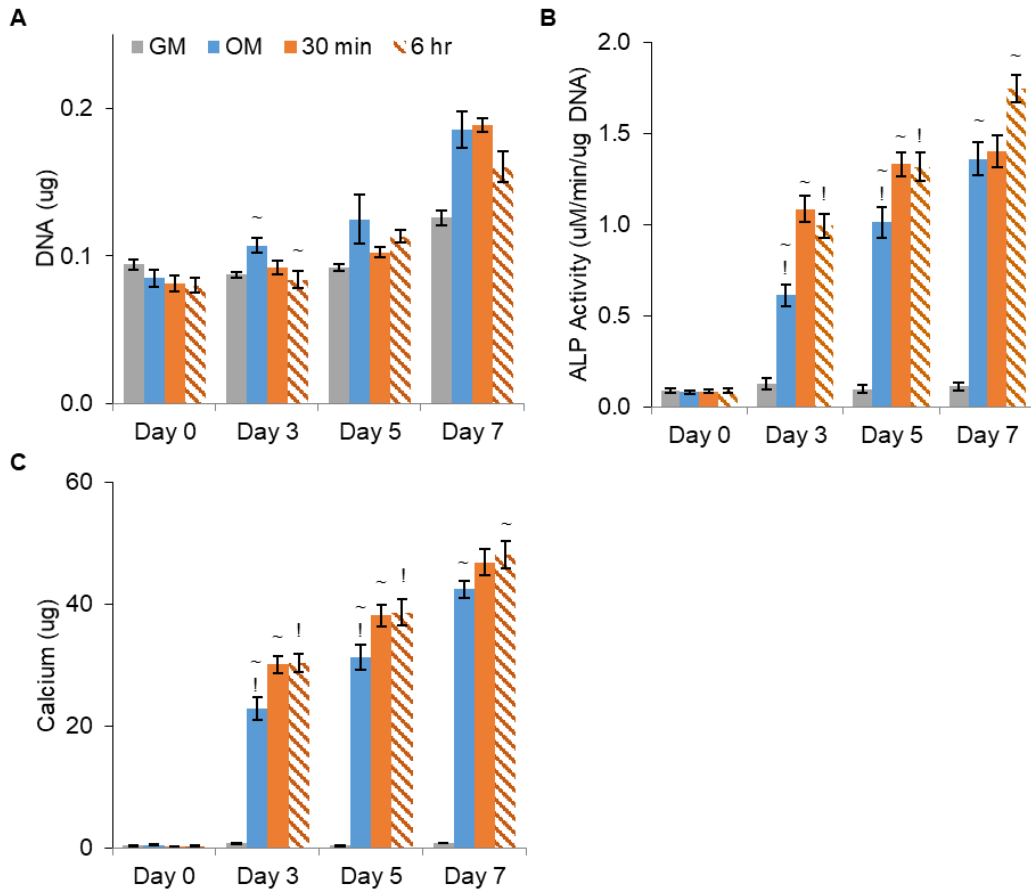 A
GM OM 30 min 6 hr
DNA (ug)
0.2
0.1
0.0
~ ~
Day 0 Day 3 Day 5 Day 7
B
ALP Activity (uM/min/ug DNA)
2.0
1.5
1.0
0.5
0.0
~ ! ~ ! ~ ! ~ ! ~ ~
Day 0 Day 3 Day 5 Day 7
C
Calcium (ug)
60
40
20
0
~ ! ~ ! ~ ! ~ ! ~ ~
Day 0 Day 3 Day 5 Day 7